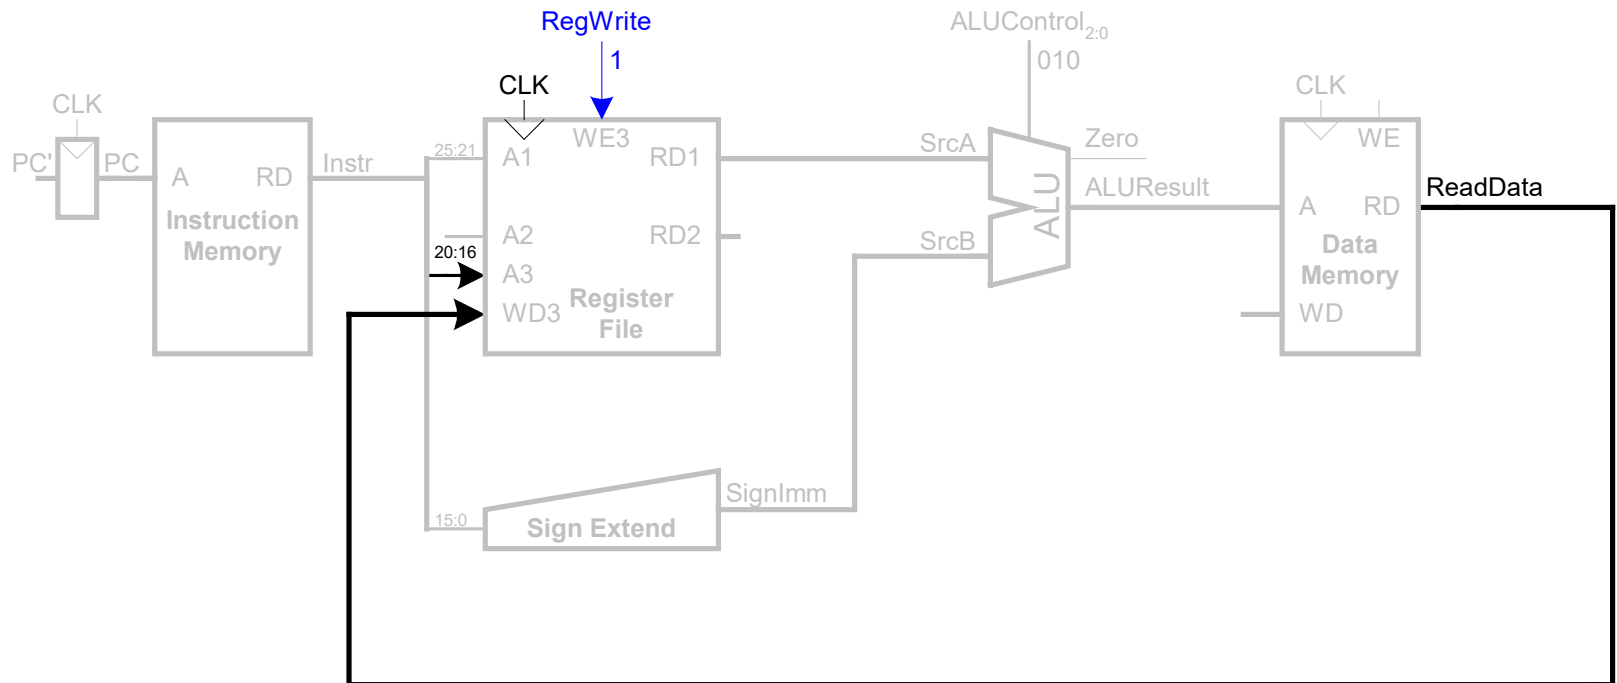 RegWrite
1
ALUControl2:0
010
CLK
CLK
CLK
PC'
PC
A
RD
Instruction
Memory
Instr
25:21
A1
WE3
RD1
A2
RD2
20:16
A3
WD3
Register
File
SrcA
SrcB
ALU
Zero
ALUResult
WE
A
RD
Data
Memory
WD
ReadData
15:0
Sign Extend
SignImm